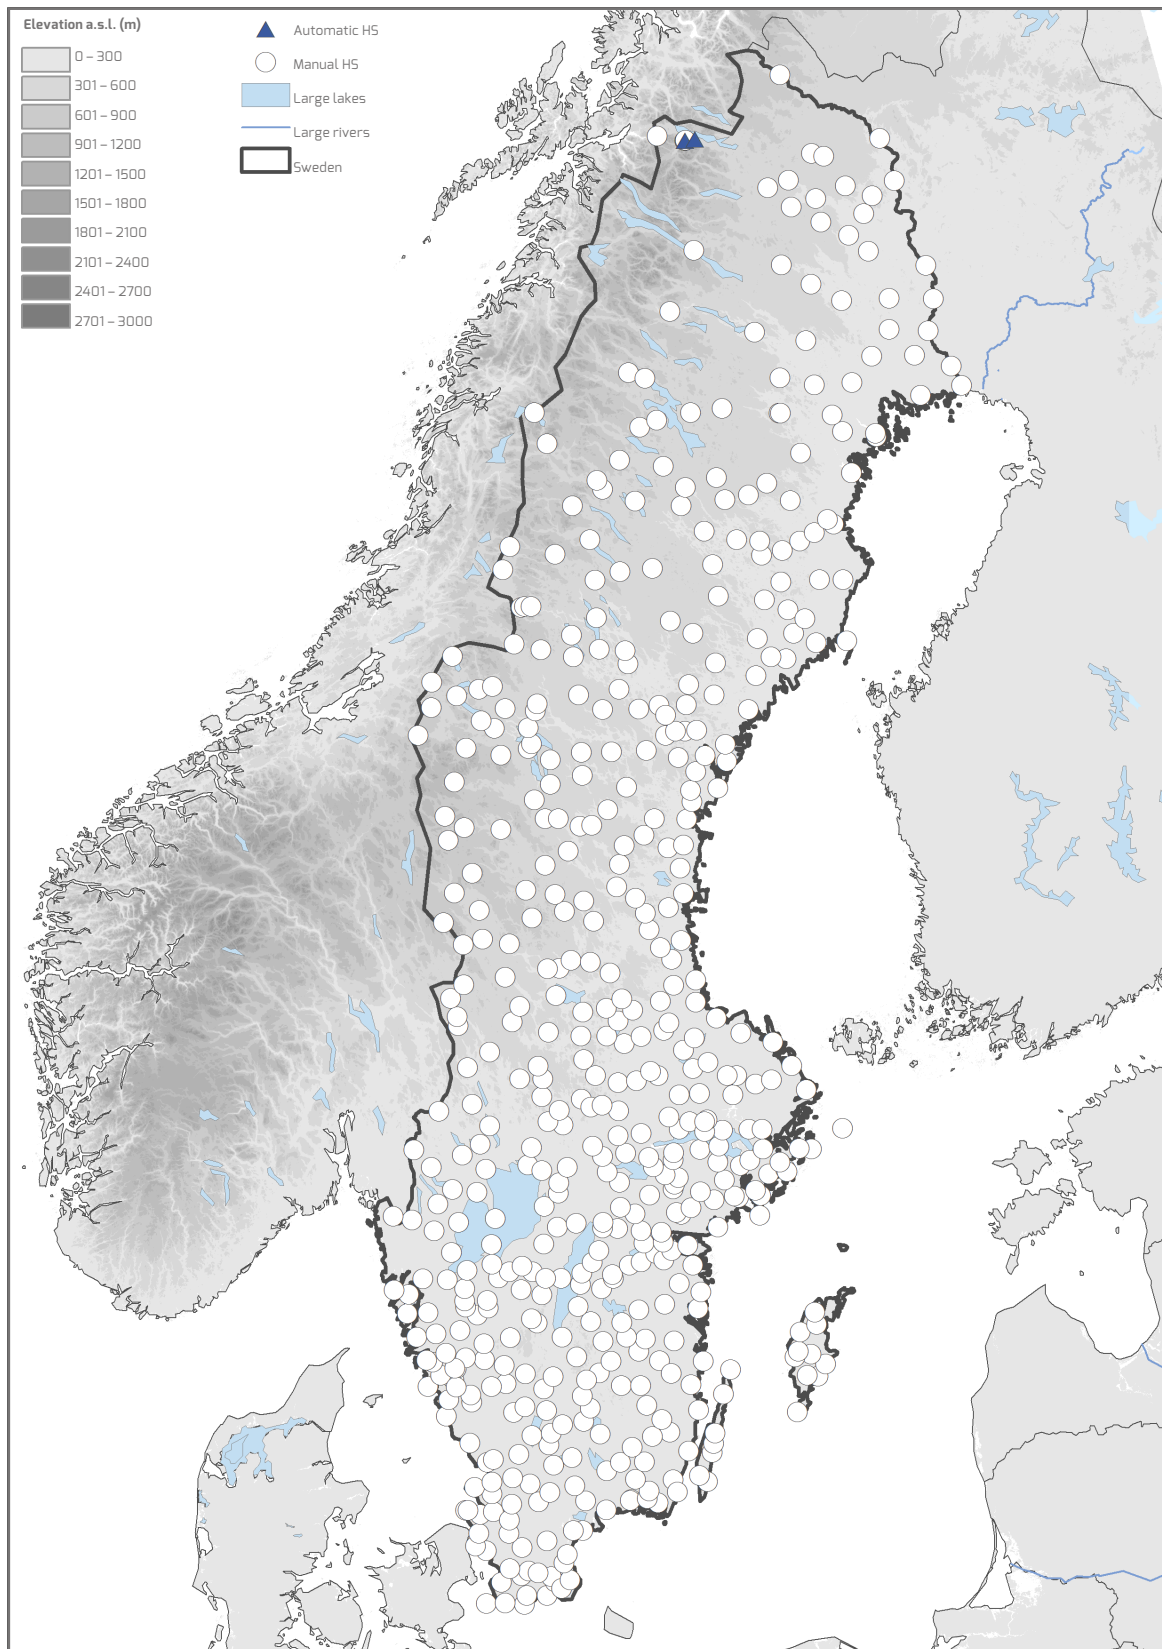 Elevation a.s.l. (m)
0 – 300
301 – 600
601 – 900
901 – 1200
1201 – 1500
1501 – 1800
1801 – 2100
2101 – 2400
2401 – 2700
2701 – 3000
Automatic HS
Manual HS
Large lakes
Large rivers
Sweden